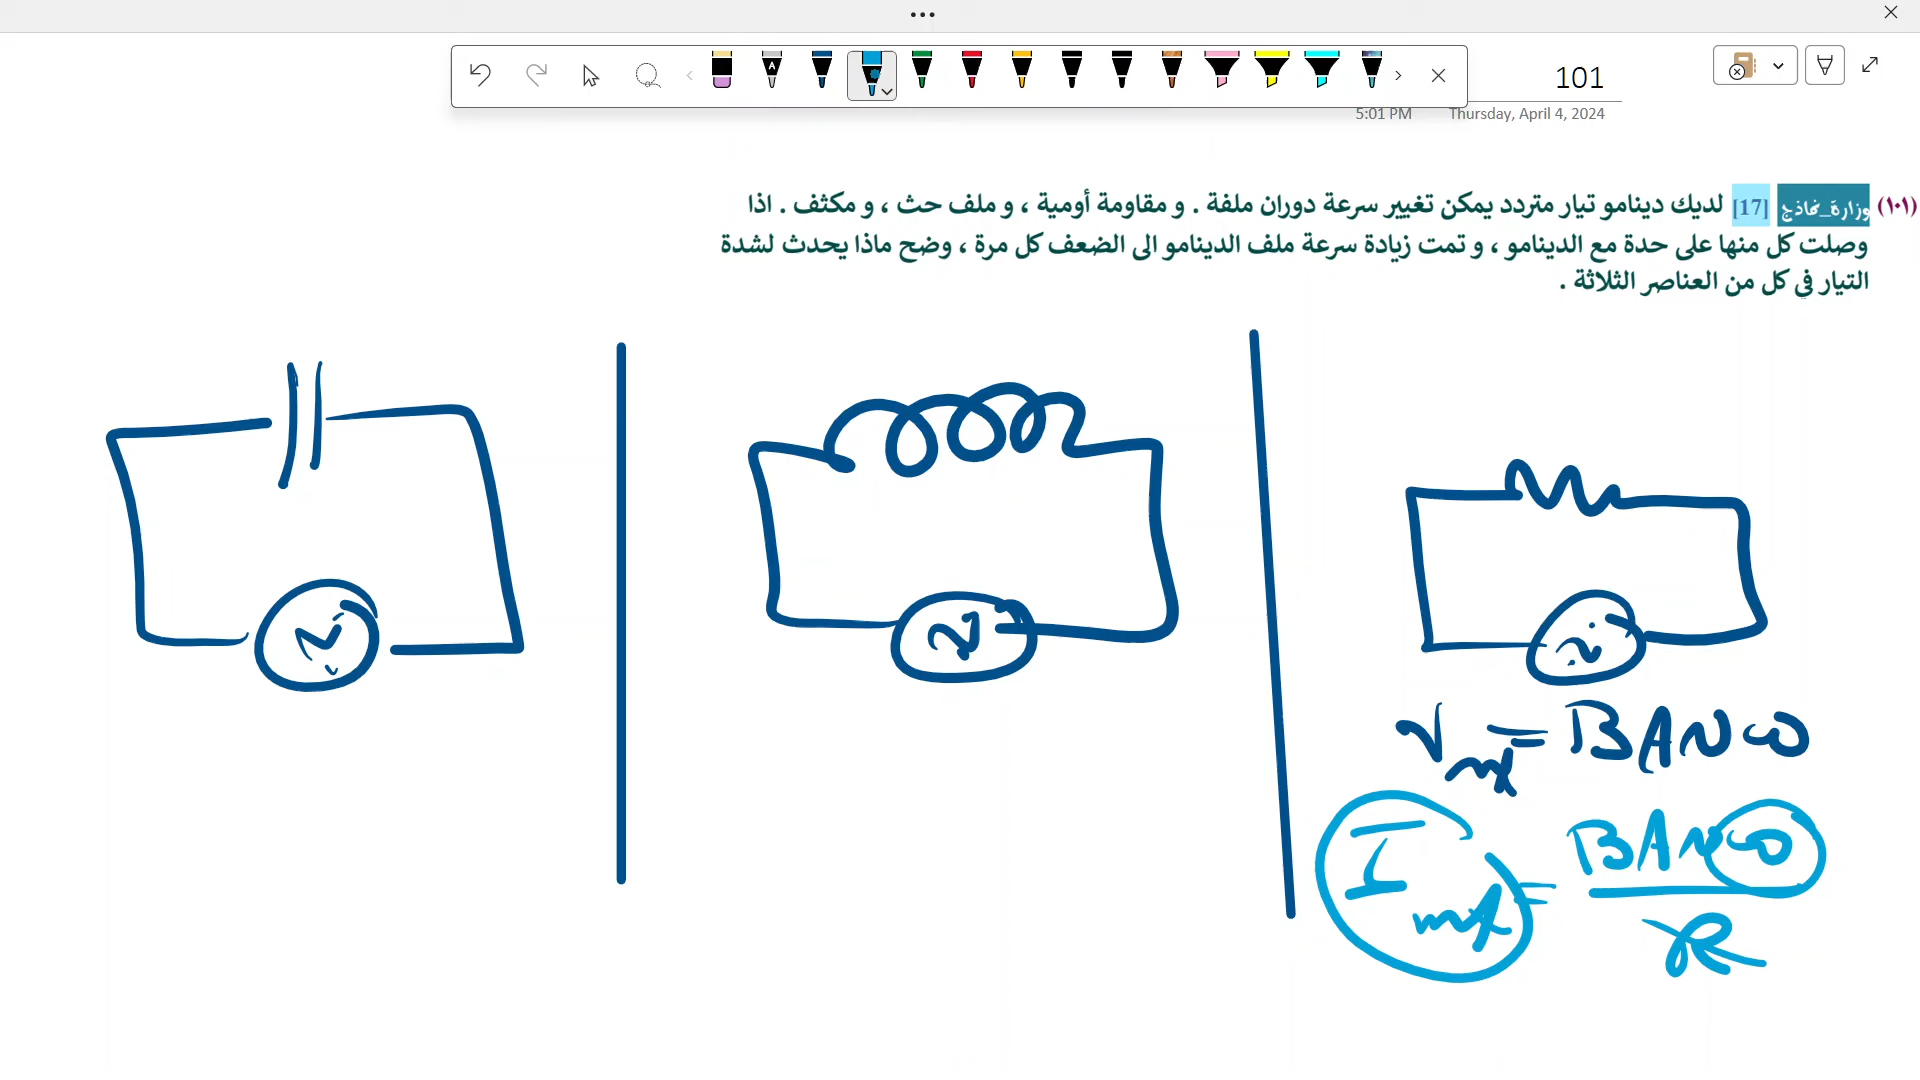 101
5:01 PM Thursday, April 4, 2024
(١٠١) وزارة_نماذج [17] لديك دينامو تيار متردد يمكن تغيير سرعة دوران ملفة . و مقاومة أومية ، و ملف حث ، و مكثف . اذا
وصلت كل منها على حدة مع الدينامو ، و تمت زيادة سرعة ملف الدينامو الى الضعف كل مرة ، وضح ماذا يحدث لشدة
التيار في كل من العناصر الثلاثة .
V mx = BANω
I mx = BANω
R